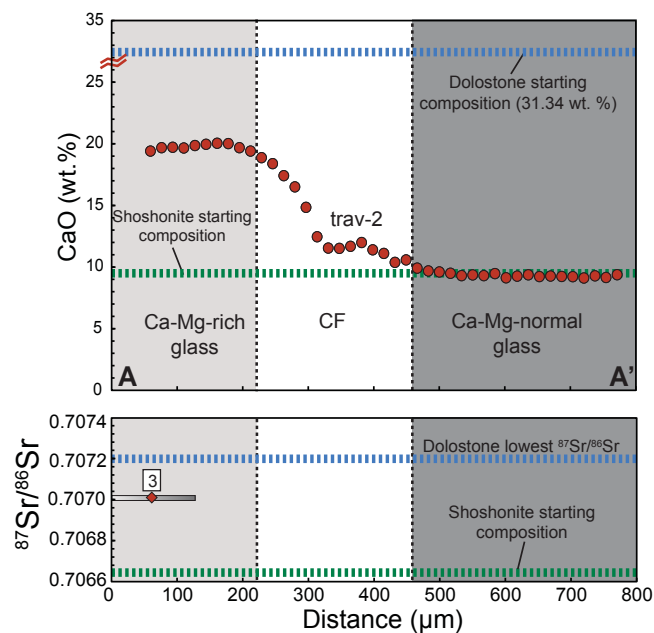 35
30
25
20
15
10
5
0
CaO (wt.%)
Dolostone starting
composition (31.34 wt. %)
trav-2
Shoshonite starting
composition
Ca-Mg-rich
glass
CF
Ca-Mg-normal
glass
A
A’
0.7074
0.7072
0.7070
0.7068
0.7066
⁸⁷Sr/⁸⁶Sr
Dolostone lowest ⁸⁷Sr/⁸⁶Sr
3
Shoshonite starting
composition
0 100 200 300 400 500 600 700 800
Distance (µm)